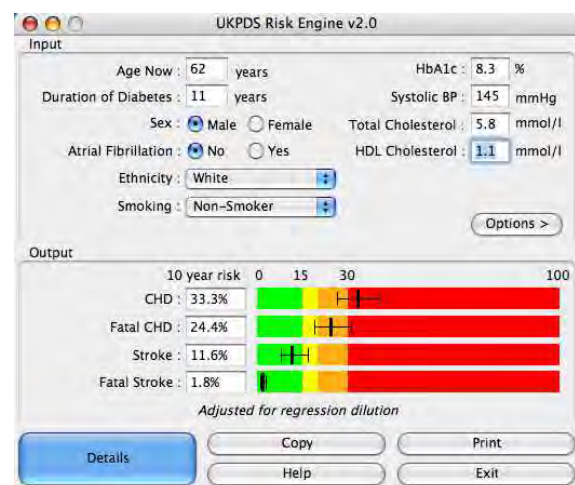 UKPDS Risk Engine v2.0
Input
Age Now : 62 years HbA1c : 8.3 %
Duration of Diabetes : 11 years Systolic BP : 145 mmHg
Sex : Male Female Total Cholesterol : 5.8 mmol/l
Atrial Fibrillation : No Yes HDL Cholesterol : 1.1 mmol/l
Ethnicity : White
Smoking : Non-Smoker
Options >
Output
10 year risk 0 15 30 100
CHD : 33.3%
Fatal CHD : 24.4%
Stroke : 11.6%
Fatal Stroke : 1.8%
Adjusted for regression dilution
Details Copy Print
Help Exit